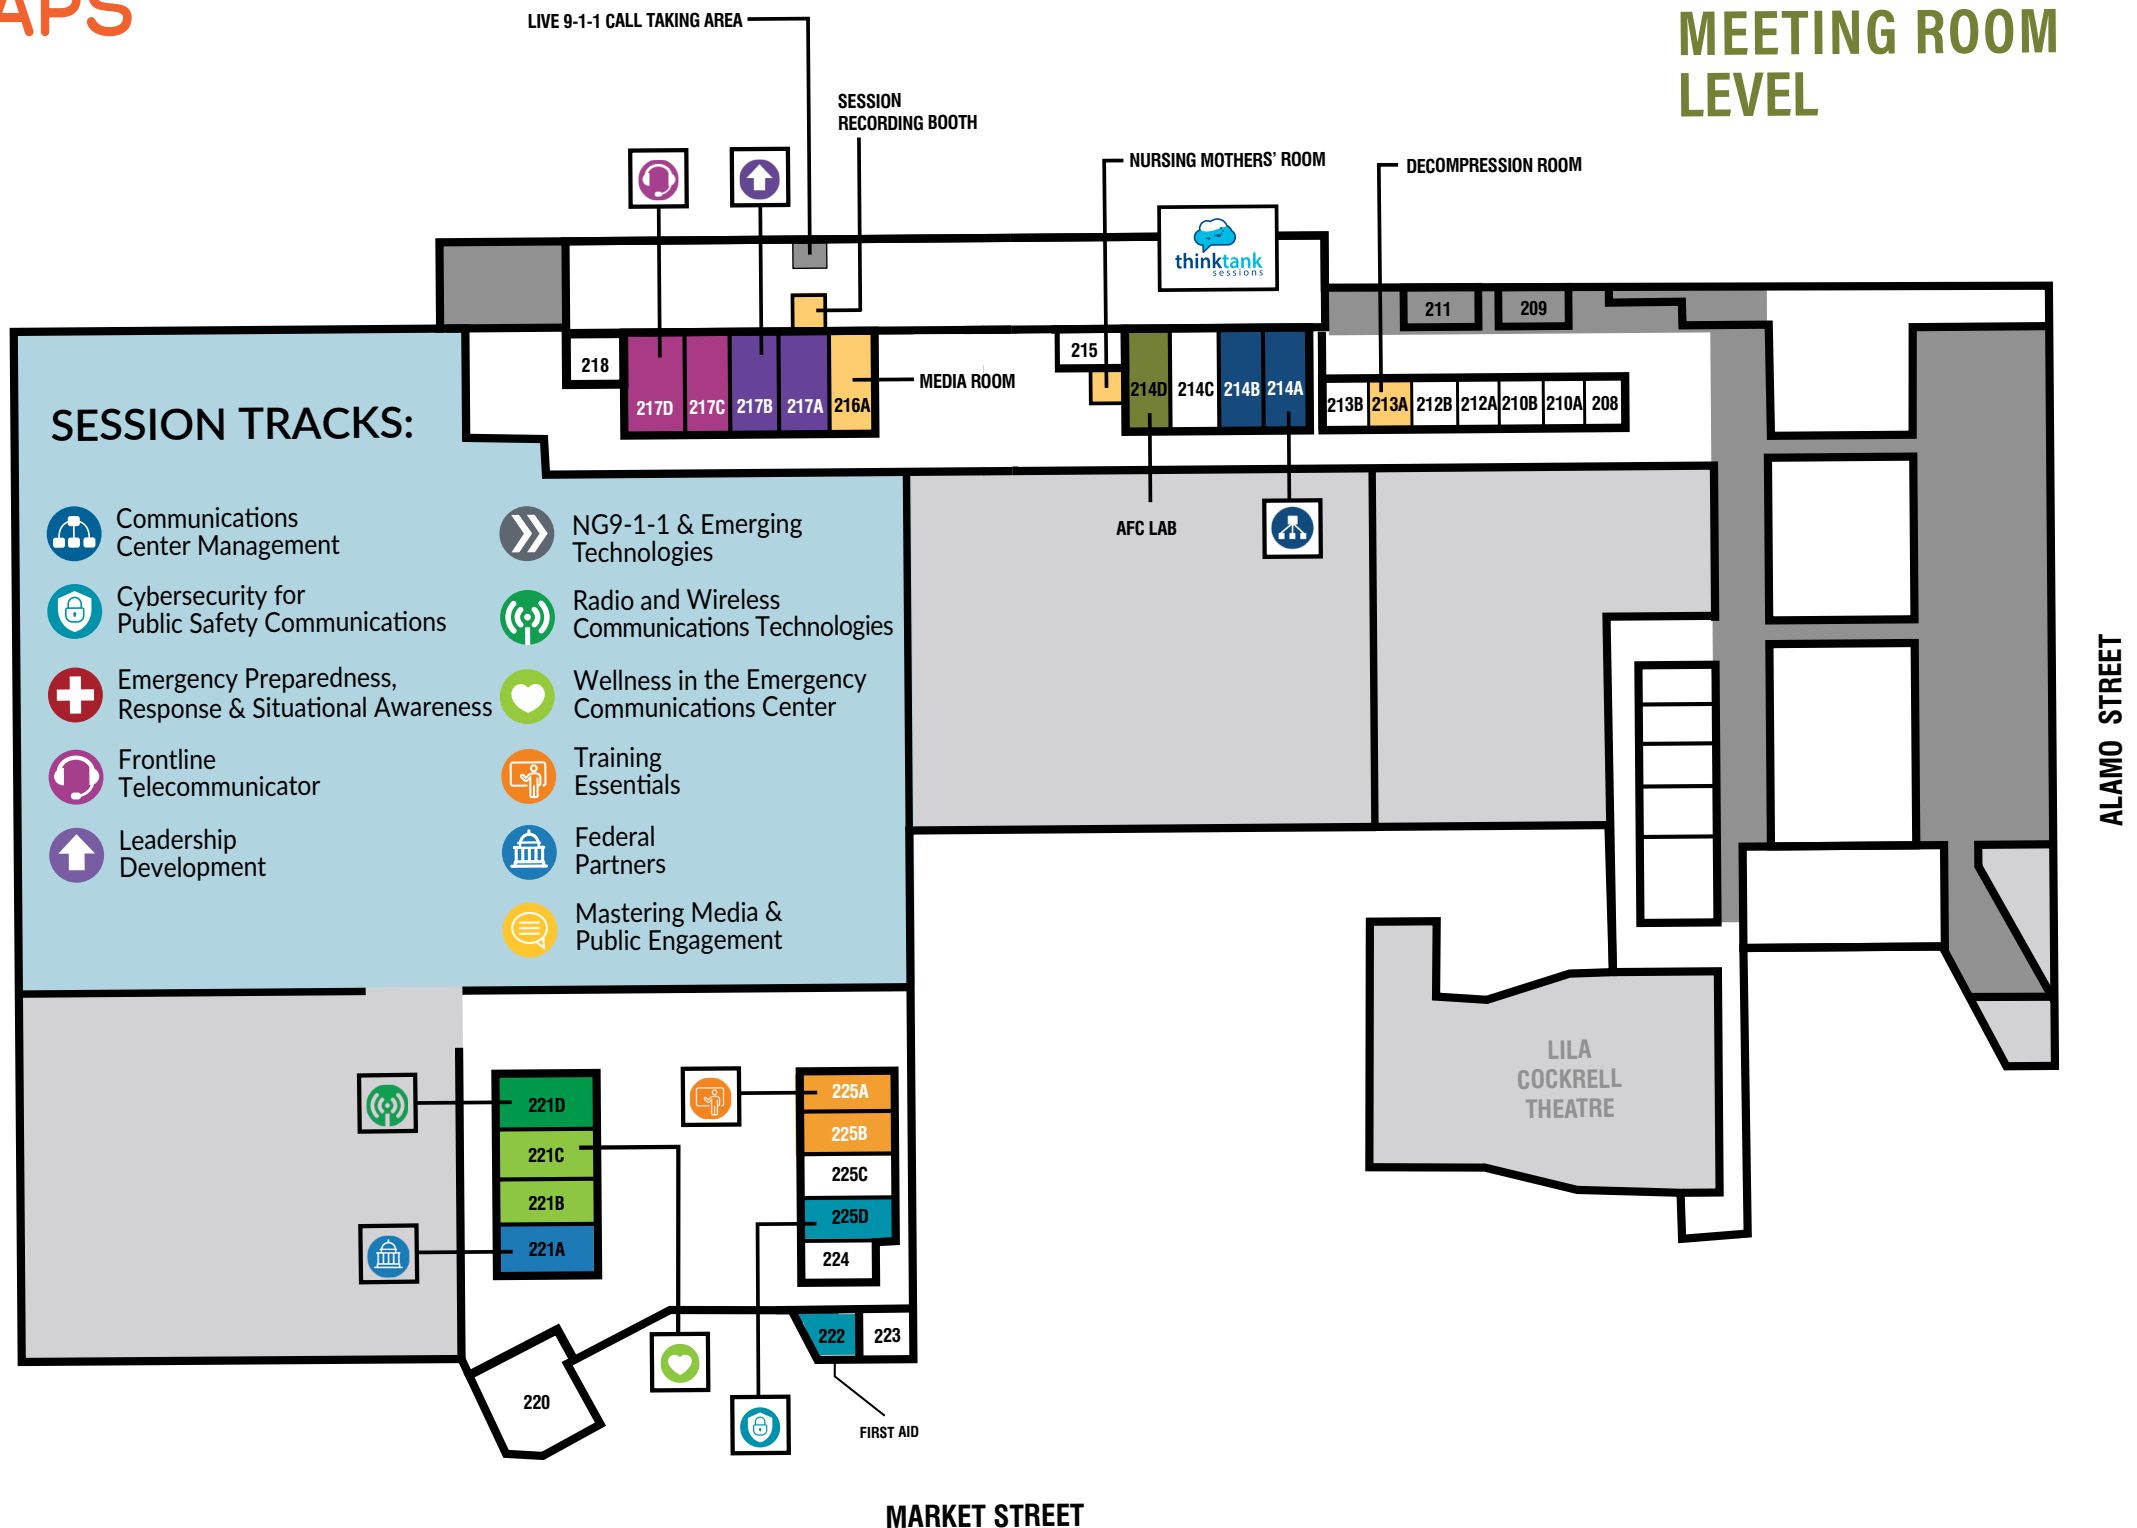 APS
MEETING ROOM
LEVEL
LIVE 9-1-1 CALL TAKING AREA
SESSION
RECORDING BOOTH
NURSING MOTHERS' ROOM
DECOMPRESSION ROOM
thinktank
sessions
211
209
218
217D
217C
217B
217A
216A
MEDIA ROOM
215
214D
214C
214B
214A
213B
213A
212B
212A
210B
210A
208
AFC LAB
SESSION TRACKS:
Communications
Center Management
Cybersecurity for
Public Safety Communications
Emergency Preparedness,
Response & Situational Awareness
Frontline
Telecommunicator
Leadership
Development
NG9-1-1 & Emerging
Technologies
Radio and Wireless
Communications Technologies
Wellness in the Emergency
Communications Center
Training
Essentials
Federal
Partners
Mastering Media &
Public Engagement
ALAMO STREET
LILA
COCKRELL
THEATRE
221D
221C
221B
221A
225A
225B
225C
225D
224
222
223
220
FIRST AID
MARKET STREET